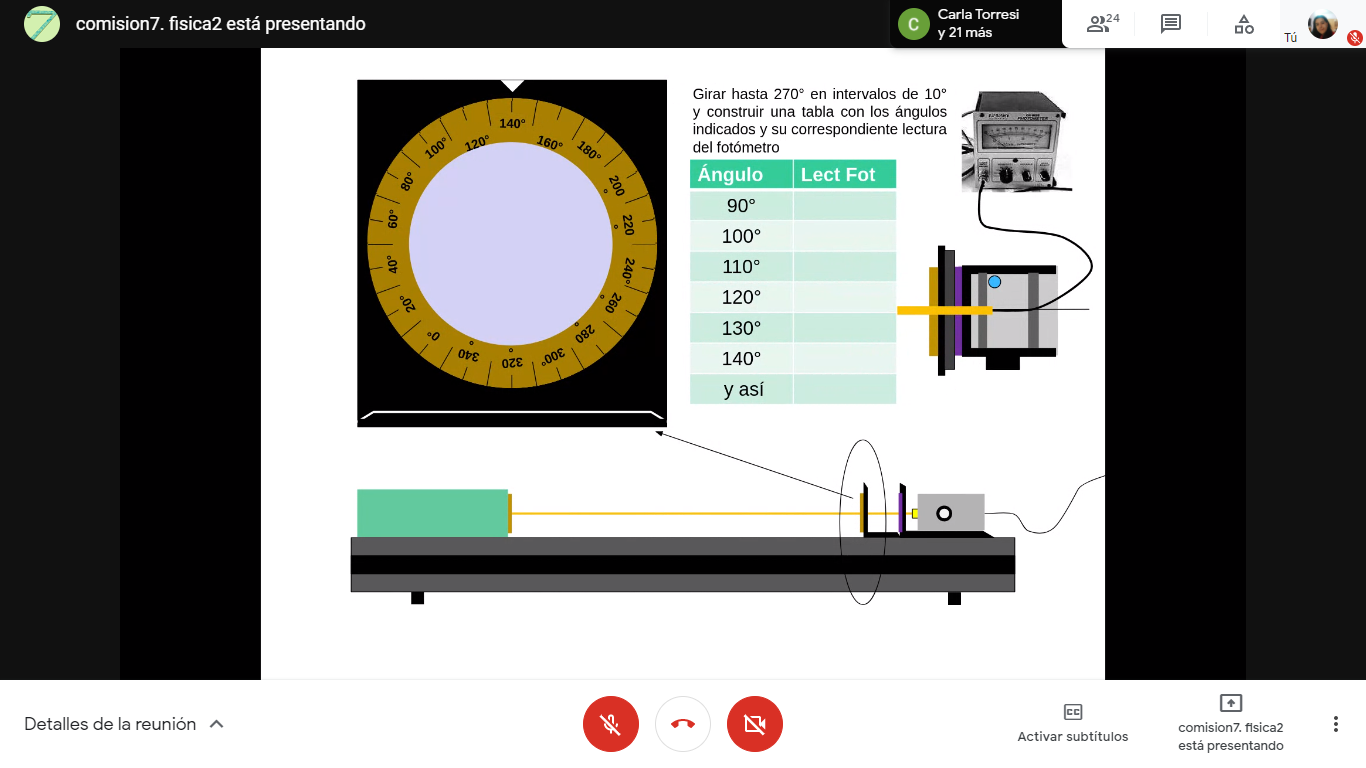 comision7. fisica2 está presentando
C
Carla Torresi
y 21 más
24
Tú
140°
120°
160°
100°
180°
80°
200°
60°
220°
40°
240°
20°
260°
0°
280°
340°
320°
300°
Girar hasta 270° en intervalos de 10°
y construir una tabla con los ángulos
indicados y su correspondiente lectura
del fotómetro
Ángulo Lect Fot
90°
100°
110°
120°
130°
140°
y así
PHOTOMETER
Detalles de la reunión
CC
Activar subtítulos
comision7. fisica2
está presentando